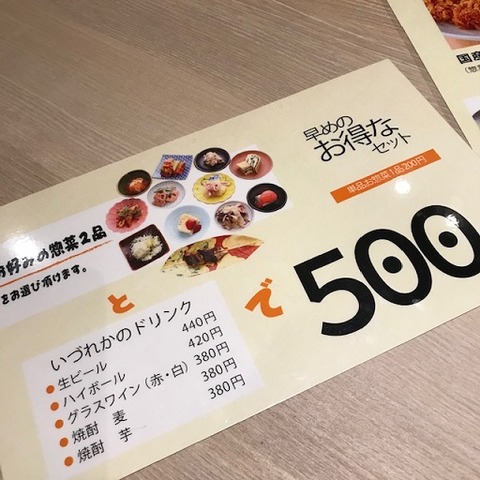 早めの
お得な
セット
単品お惣菜1品200円
お好みの惣菜2品
をお選び頂けます。
と
で
500
いづれかのドリンク
●生ビール 440円
●ハイボール 420円
●グラスワイン(赤・白) 380円
●焼酎 麦 380円
●焼酎 芋 380円
国産